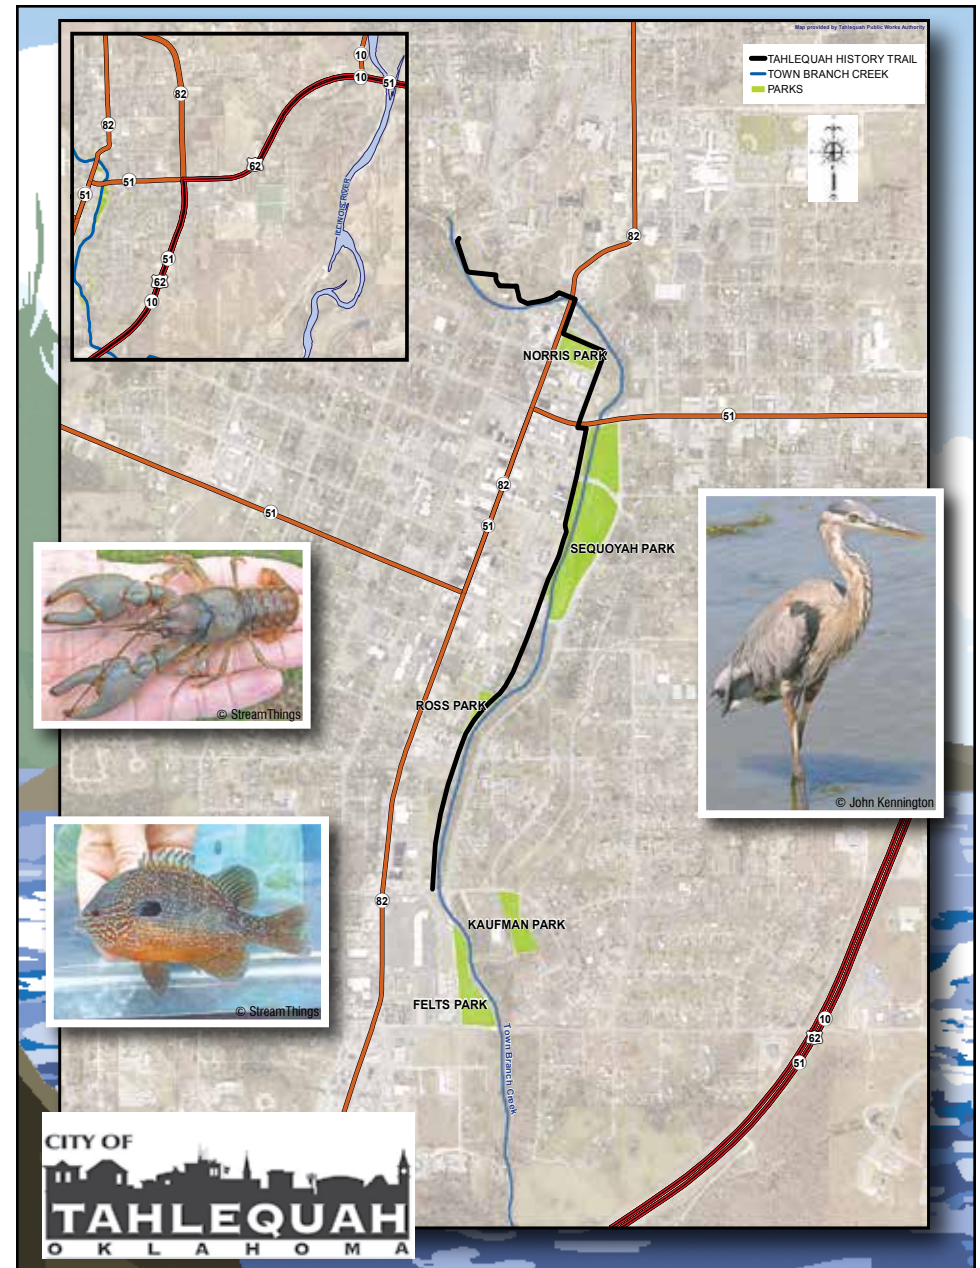 Map provided by Tahlequah Public Works Authority
TAHLEQUAH HISTORY TRAIL
TOWN BRANCH CREEK
PARKS
10
10
51
82
82
62
51
51
ILLINOIS RIVER
51
62
10
82
NORRIS PARK
51
82
51
51
SEQUOYAH PARK
© StreamThings
ROSS PARK
© John Kennington
82
KAUFMAN PARK
FELTS PARK
© StreamThings
10
62
51
Town Branch Creek
CITY OF
TAHLEQUAH
OKLAHOMA